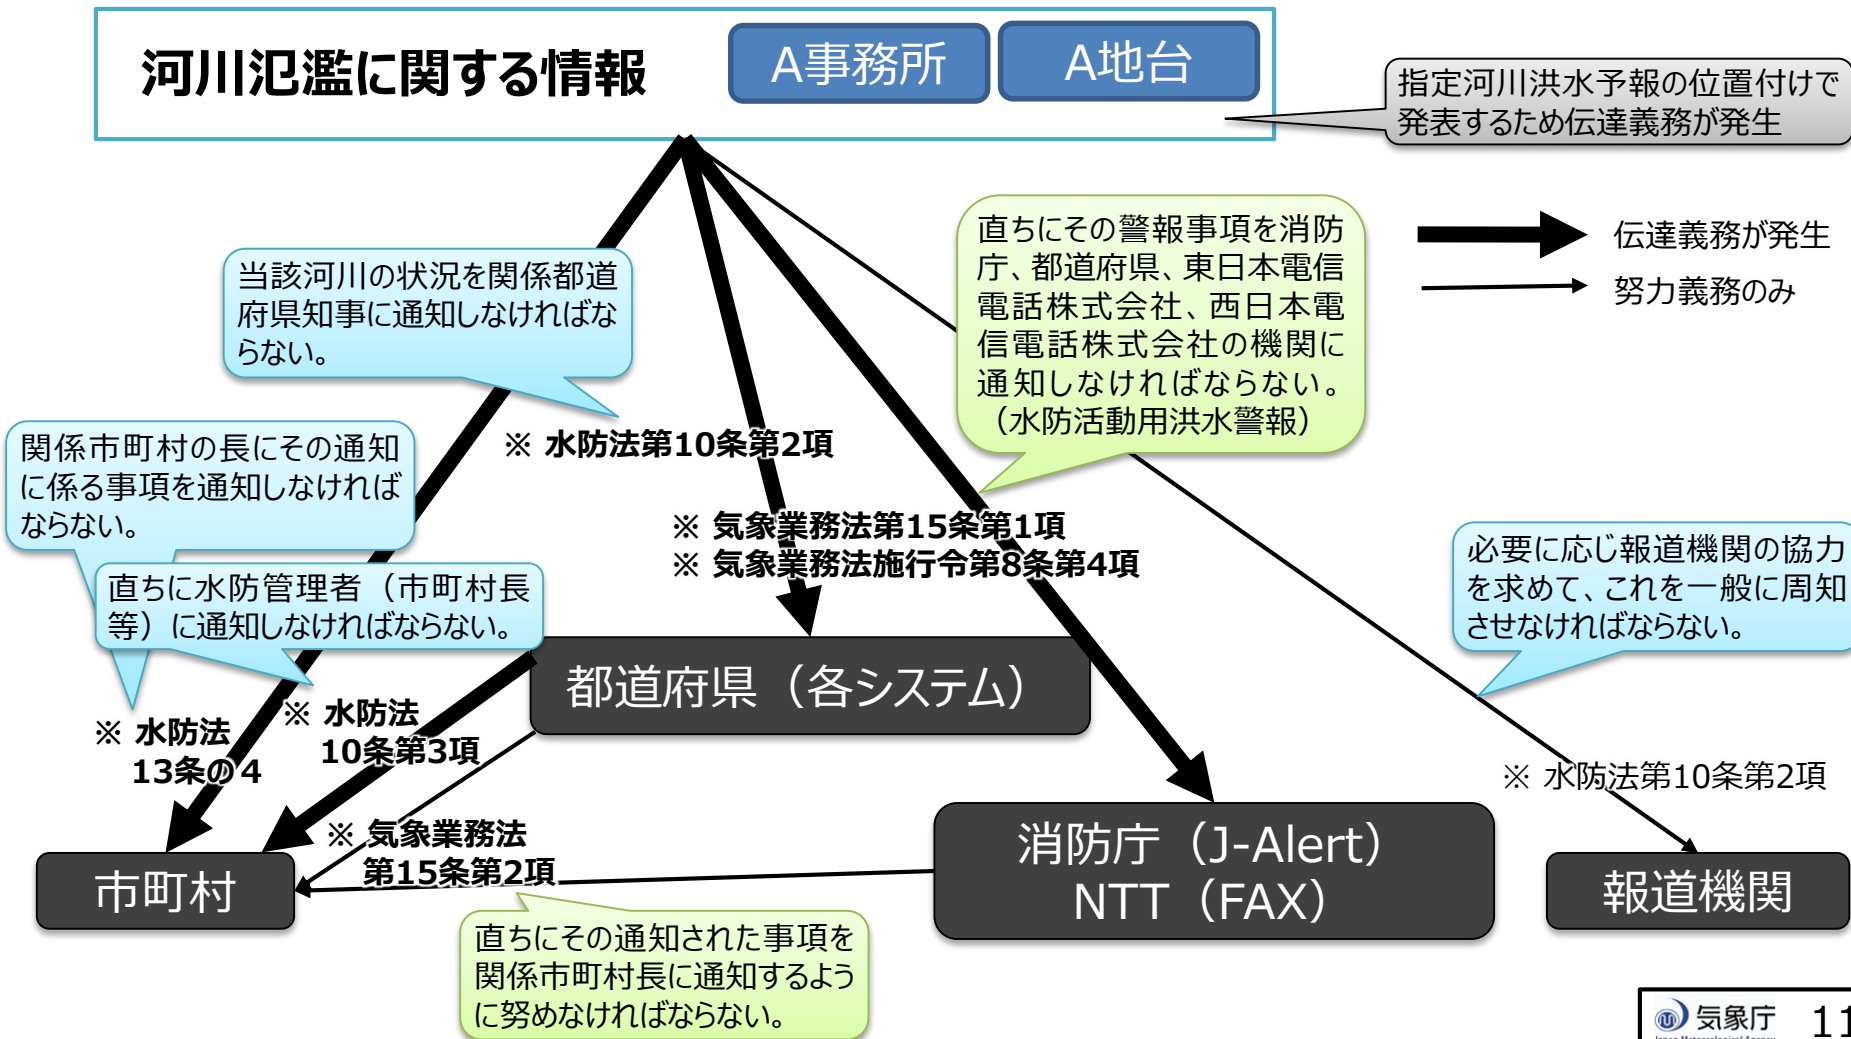 河川氾濫に関する情報
A事務所
A地台
指定河川洪水予報の位置付けで
発表するため伝達義務が発生
伝達義務が発生
努力義務のみ
直ちにその警報事項を消防
庁、都道府県、東日本電信
電話株式会社、西日本電
信電話株式会社の機関に
通知しなければならない。
（水防活動用洪水警報）
当該河川の状況を関係都道
府県知事に通知しなければな
らない。
※ 水防法第10条第2項
関係市町村の長にその通知
に係る事項を通知しなければ
ならない。
※ 気象業務法第15条第1項
※ 気象業務法施行令第8条第4項
直ちに水防管理者（市町村長
等）に通知しなければならない。
必要に応じ報道機関の協力
を求めて、これを一般に周知
させなければならない。
都道府県（各システム）
※ 水防法
13条の４
※ 水防法
10条第3項
※ 水防法第10条第2項
※ 気象業務法
第15条第2項
市町村
消防庁（J-Alert）
NTT（FAX）
報道機関
直ちにその通知された事項を
関係市町村長に通知するよう
に努めなければならない。
気象庁
11